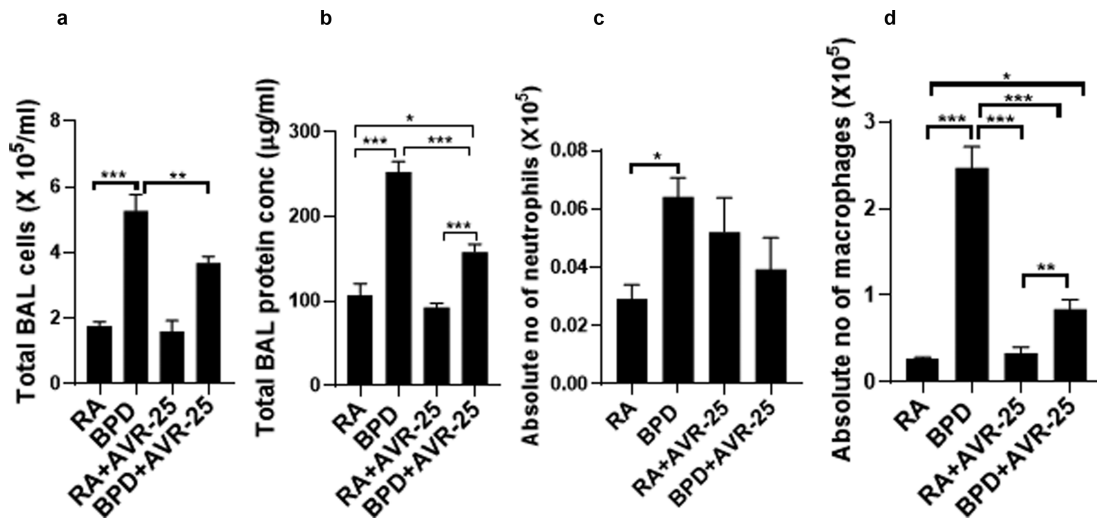 a
Total BAL cells (X 10⁵/ml)
8
6
4
2
0
***
**
RA
BPD
RA+AVR-25
BPD+AVR-25
b
Total BAL protein conc (µg/ml)
300
200
100
0
*
***
***
***
RA
BPD
RA+AVR-25
BPD+AVR-25
c
Absolute no of neutrophils (X10⁵)
0.08
0.06
0.04
0.02
0.00
*
RA
BPD
RA+AVR-25
BPD+AVR-25
d
Absolute no of macrophages (X10⁵)
3
2
1
0
*
***
***
***
**
RA
BPD
RA+AVR-25
BPD+AVR-25